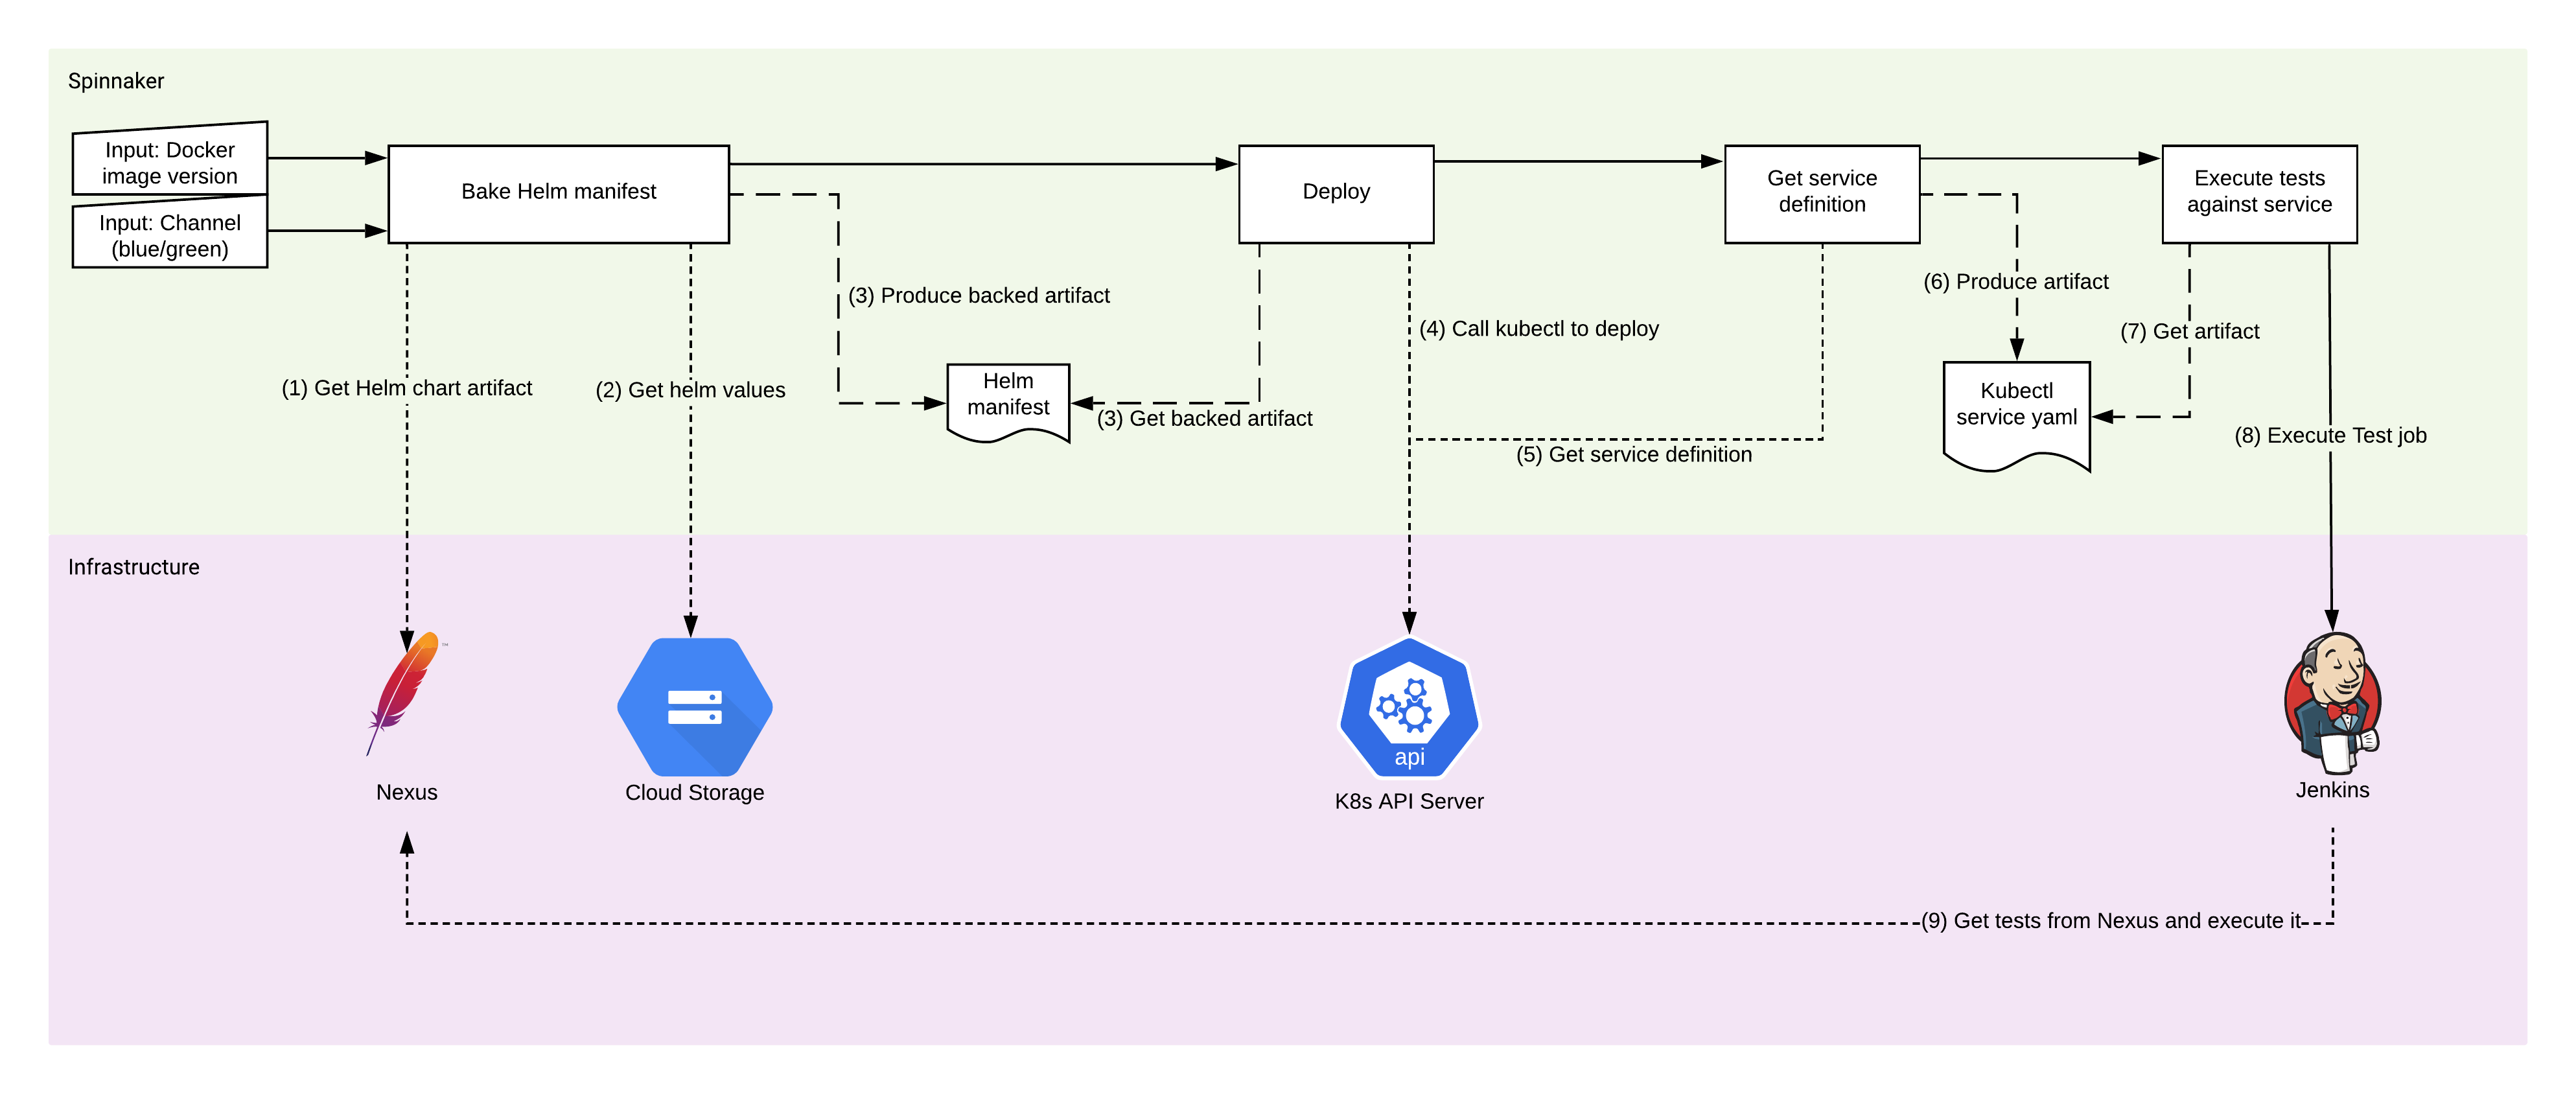 Spinnaker
Input: Docker
image version
Input: Channel
(blue/green)
Bake Helm manifest
Deploy
Get service
definition
Execute tests
against service
(1) Get Helm chart artifact
(2) Get helm values
(3) Produce backed artifact
Helm
manifest
(3) Get backed artifact
(4) Call kubectl to deploy
(5) Get service definition
(6) Produce artifact
(7) Get artifact
Kubectl
service yaml
(8) Execute Test job
Infrastructure
TM
api
Nexus
Cloud Storage
K8s API Server
Jenkins
(9) Get tests from Nexus and execute it